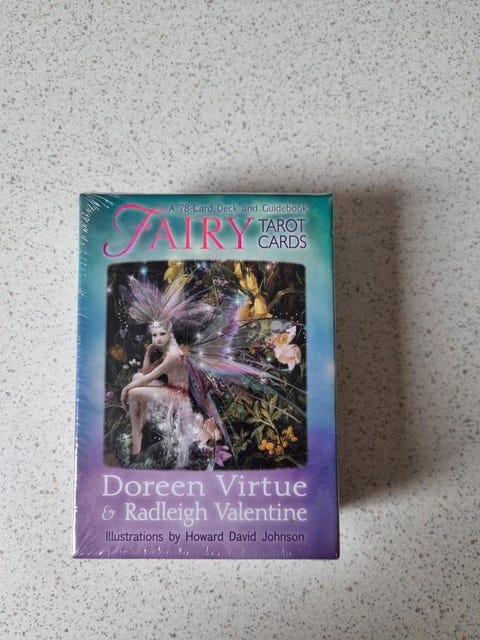 A 78-Card Deck and Guidebook
FAIRY TAROT
CARDS
Doreen Virtue
& Radleigh Valentine
Illustrations by Howard David Johnson